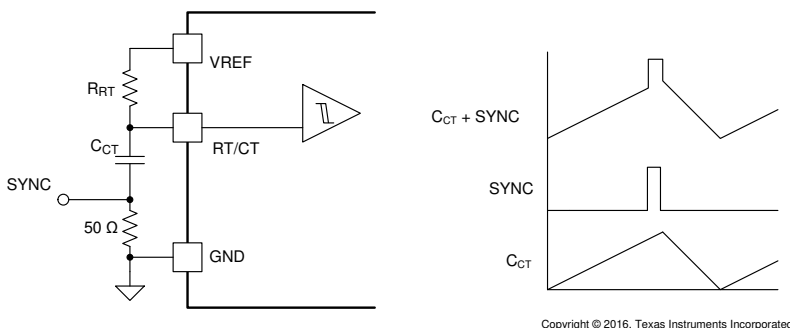 VREF
RRT
CCT
RT/CT
SYNC
50 Ω
GND
CCT + SYNC
SYNC
CCT
Copyright © 2016, Texas Instruments Incorporated